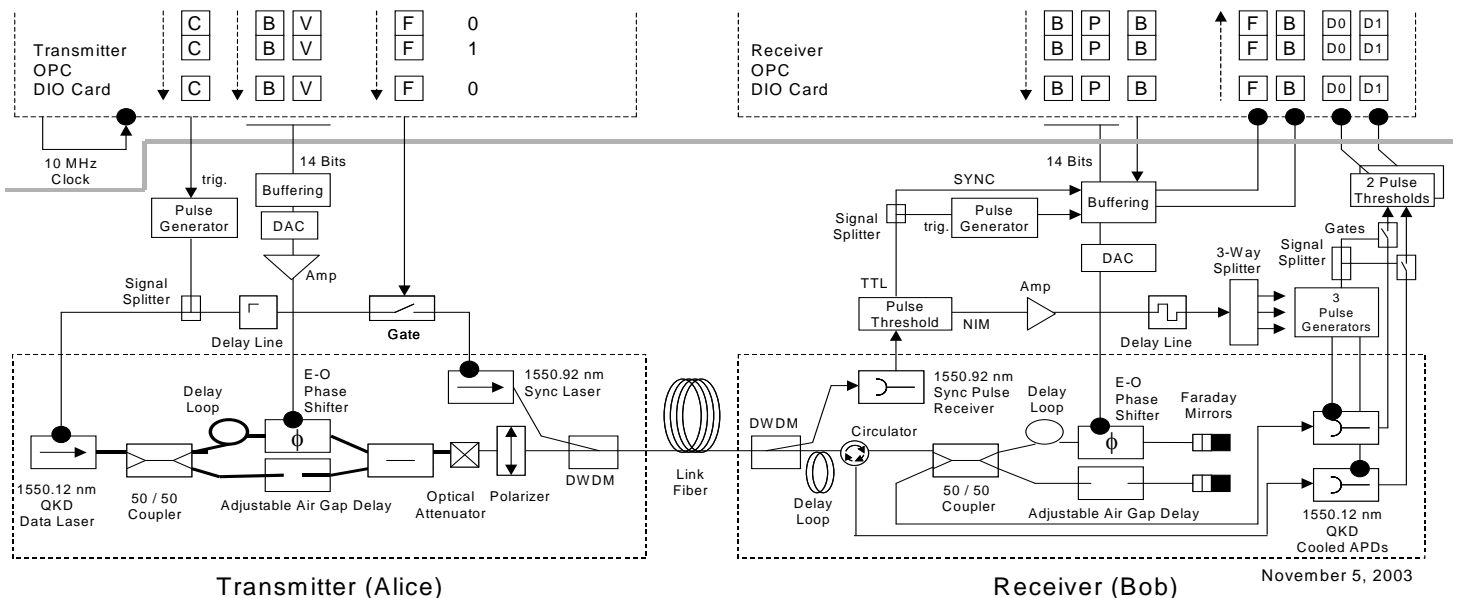 Transmitter
OPC
DIO Card
C
C
C
B V
B V
B V
F
F
F
0
1
0
10 MHz
Clock
trig.
14 Bits
Buffering
DAC
Amp
Pulse
Generator
Signal
Splitter
Delay Line
Gate
Delay
Loop
E-O
Phase
Shifter
ϕ
1550.92 nm
Sync Laser
1550.12 nm
QKD
Data Laser
50 / 50
Coupler
Adjustable Air Gap Delay
Optical
Attenuator
Polarizer
DWDM
Link
Fiber
Transmitter (Alice)
Receiver
OPC
DIO Card
B P B
B P B
B P B
F B
F B
F B
D0 D1
D0 D1
D0 D1
14 Bits
SYNC
Buffering
Signal
Splitter
trig.
Pulse
Generator
DAC
TTL
Pulse
Threshold
NIM
Amp
Delay Line
3-Way
Splitter
Signal
Splitter
Gates
2 Pulse
Thresholds
3
Pulse
Generators
1550.92 nm
Sync Pulse
Receiver
DWDM
Circulator
Delay
Loop
Delay
Loop
E-O
Phase
Shifter
ϕ
Faraday
Mirrors
50 / 50
Coupler
Adjustable Air Gap Delay
1550.12 nm
QKD
Cooled APDs
Receiver (Bob)
November 5, 2003